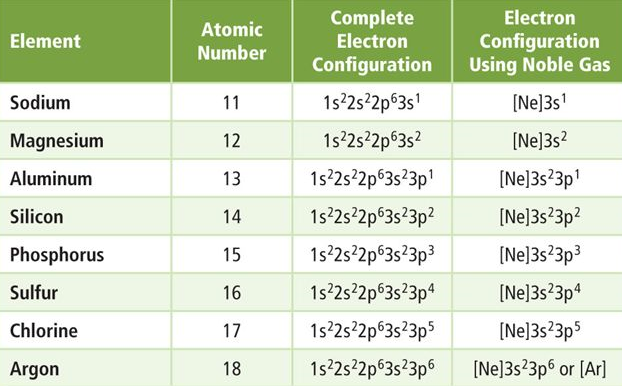 Element Atomic Number Complete Electron Configuration Electron Configuration Using Noble Gas
Sodium 11 1s²2s²2p⁶3s¹ [Ne]3s¹
Magnesium 12 1s²2s²2p⁶3s² [Ne]3s²
Aluminum 13 1s²2s²2p⁶3s²3p¹ [Ne]3s²3p¹
Silicon 14 1s²2s²2p⁶3s²3p² [Ne]3s²3p²
Phosphorus 15 1s²2s²2p⁶3s²3p³ [Ne]3s²3p³
Sulfur 16 1s²2s²2p⁶3s²3p⁴ [Ne]3s²3p⁴
Chlorine 17 1s²2s²2p⁶3s²3p⁵ [Ne]3s²3p⁵
Argon 18 1s²2s²2p⁶3s²3p⁶ [Ne]3s²3p⁶ or [Ar]